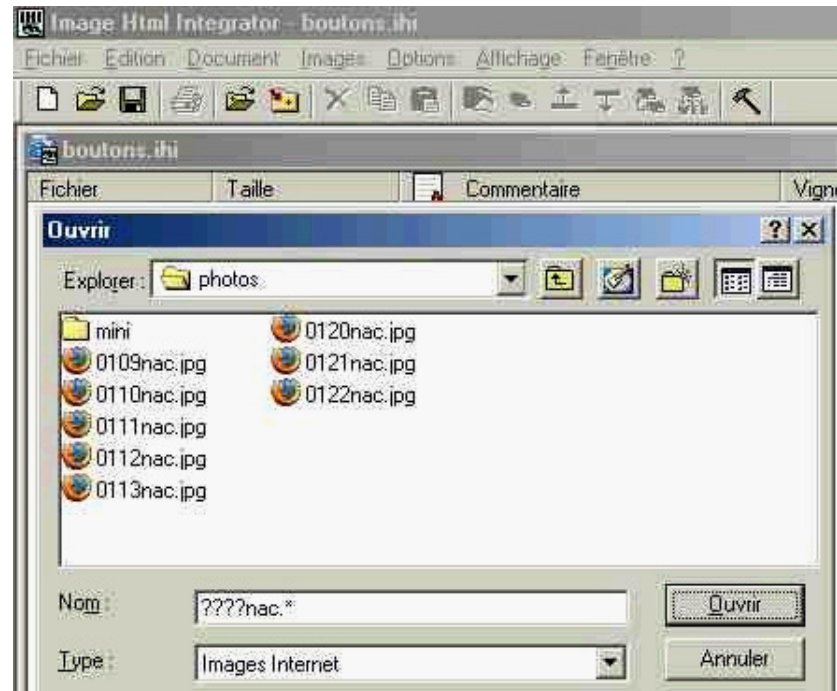 Image Html Integrator - boutons.ihi
Fichier Edition Document Images Options Affichage Fenêtre ?
boutons.ihi
Fichier Taille Commentaire Vign
Ouvrir
Explorer : photos
mini 0120nac.jpg
0109nac.jpg 0121nac.jpg
0110nac.jpg 0122nac.jpg
0111nac.jpg
0112nac.jpg
0113nac.jpg
Nom : ????nac.* Ouvrir
Type : Images Internet Annuler